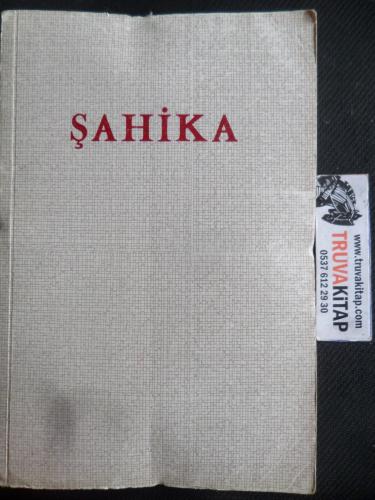 ŞAHİKA
www.truvakitap.com
TRUVAKİTAP
0537 612 29 30